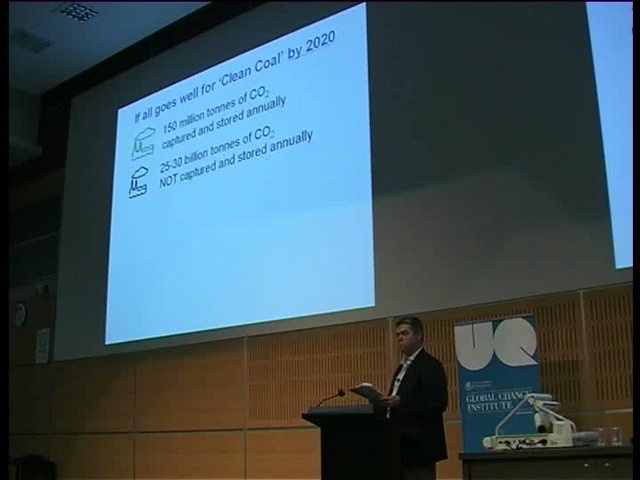 If all goes well for 'Clean Coal' by 2020
150 million tonnes of CO₂
captured and stored annually
25-30 billion tonnes of CO₂
NOT captured and stored annually
UQ
GLOBAL CHANGE
INSTITUTE